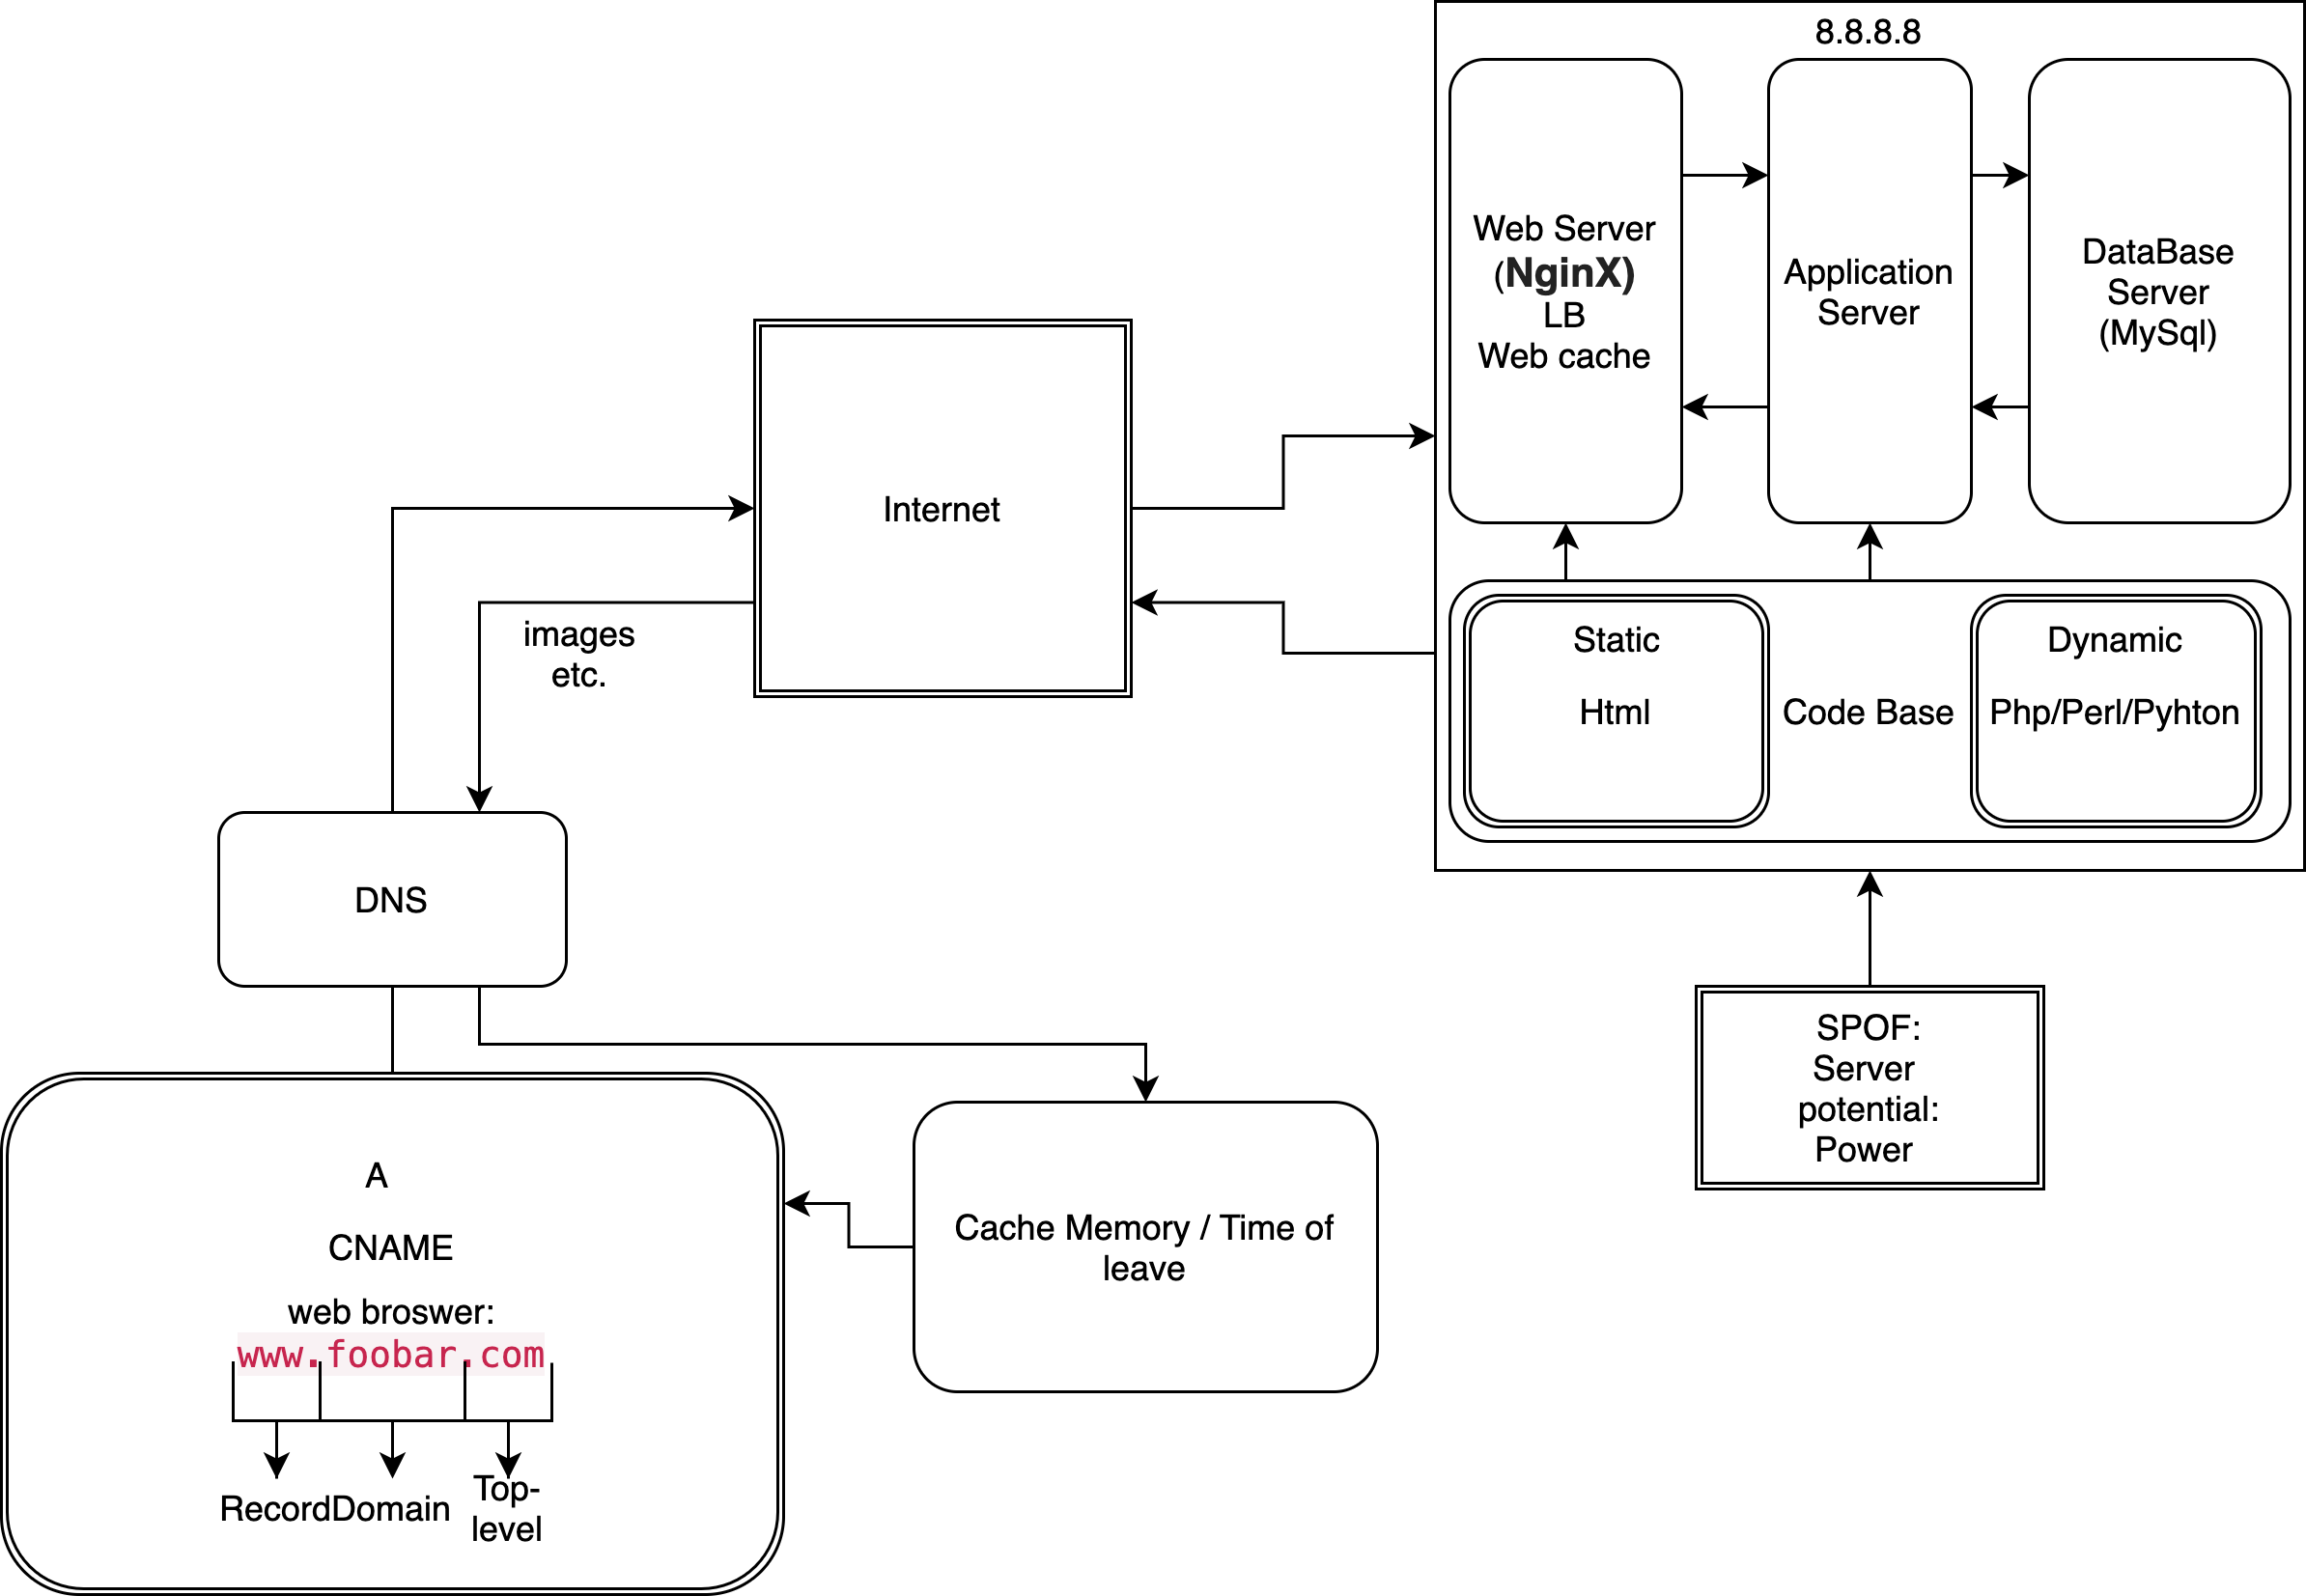 8.8.8.8
Web Server
(NginX)
LB
Web cache
Application
Server
DataBase
Server
(MySql)
Internet
images
etc.
Static
Html
Code Base
Dynamic
Php/Perl/Pyhton
DNS
SPOF:
Server
potential:
Power
A
CNAME
web broswer:
www.foobar.com
Record
Domain
Top-
level
Cache Memory / Time of
leave